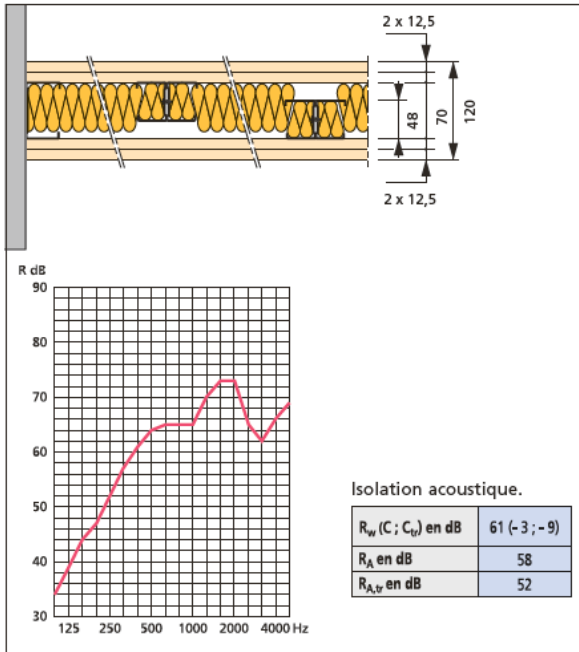 2 x 12,5
48
70
120
2 x 12,5
R dB
90
80
70
60
50
40
30
125 250 500 1000 2000 4000 Hz
Isolation acoustique.
Rw (C ; Ctr) en dB 61 (- 3 ; - 9)
RA en dB 58
RA,tr en dB 52